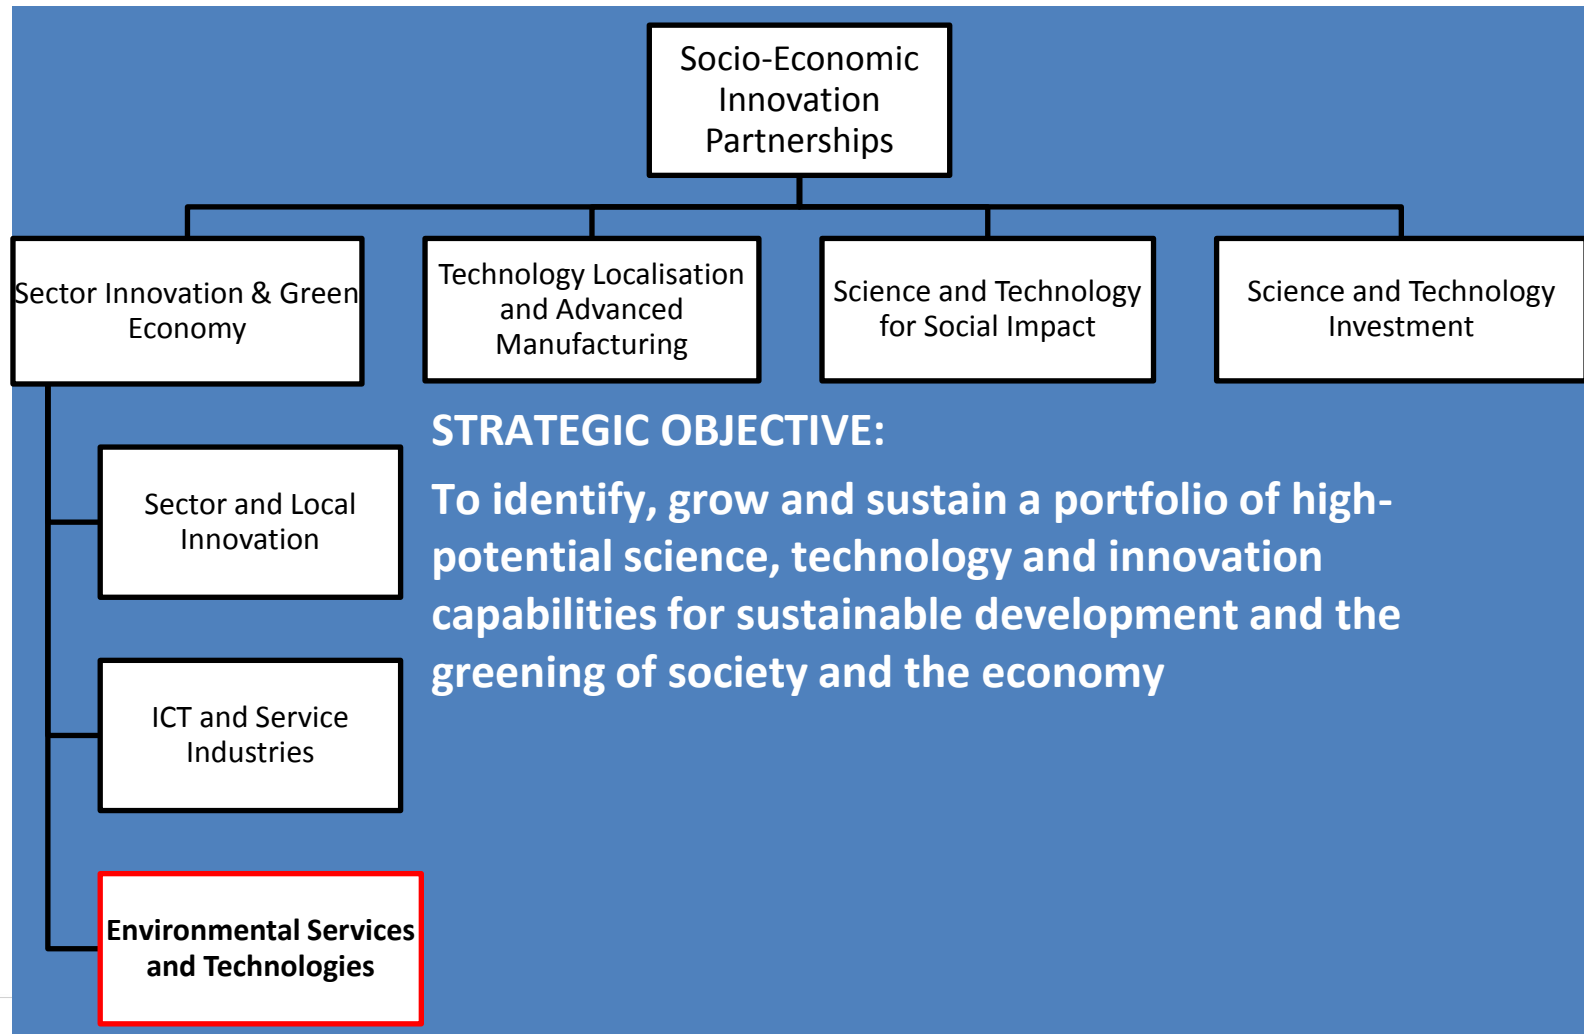 Socio-Economic
Innovation
Partnerships
Sector Innovation & Green
Economy
Technology Localisation
and Advanced
Manufacturing
Science and Technology
for Social Impact
Science and Technology
Investment
STRATEGIC OBJECTIVE:
To identify, grow and sustain a portfolio of high-
potential science, technology and innovation
capabilities for sustainable development and the
greening of society and the economy
Sector and Local
Innovation
ICT and Service
Industries
Environmental Services
and Technologies